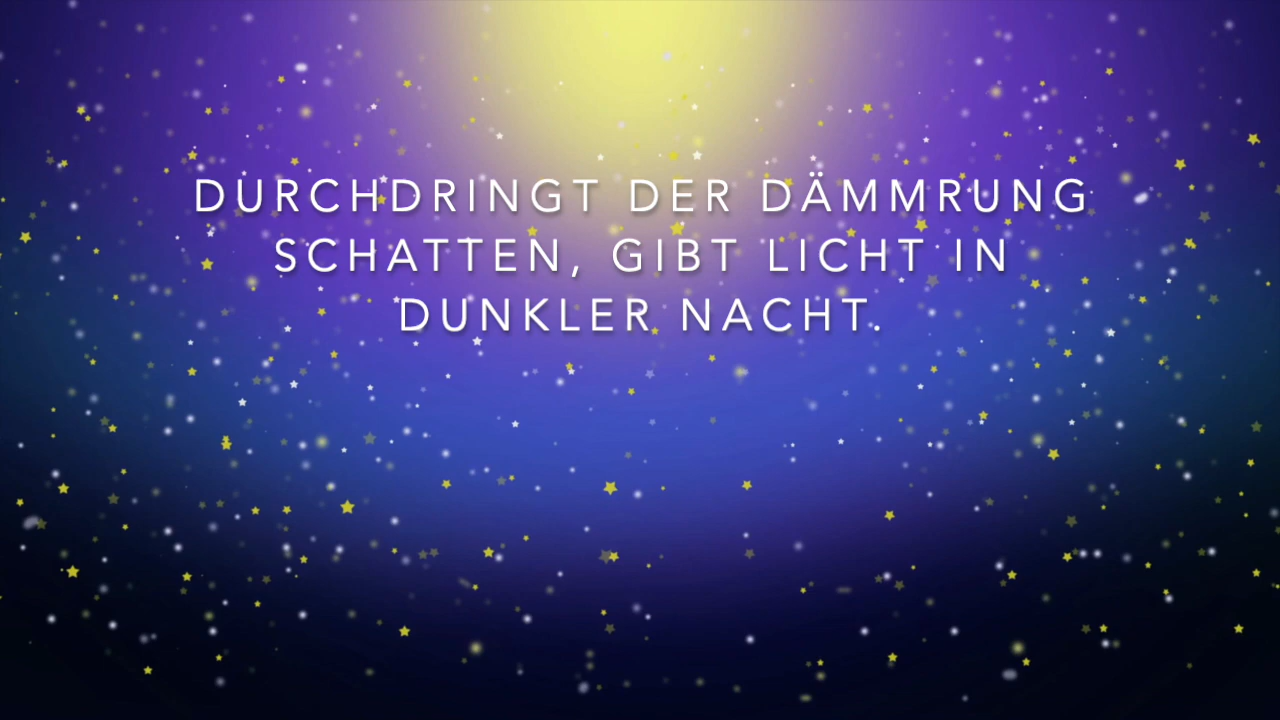 DURCHDRINGT DER DÄMMRUNG
SCHATTEN, GIBT LICHT IN
DUNKLER NACHT.